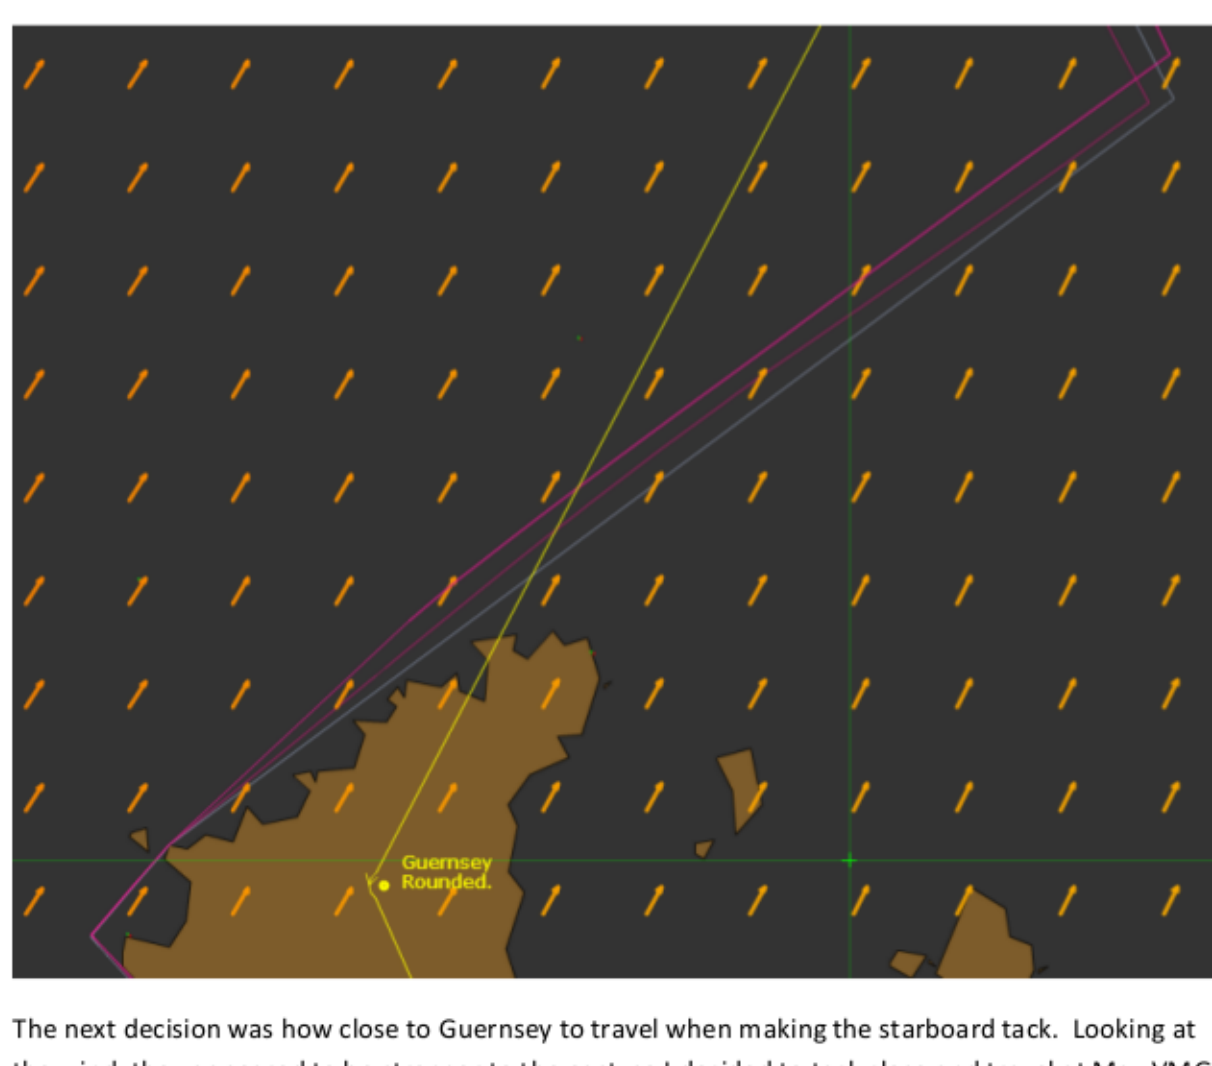 Guernsey
Rounded.
The next decision was how close to Guernsey to travel when making the starboard tack. Looking at